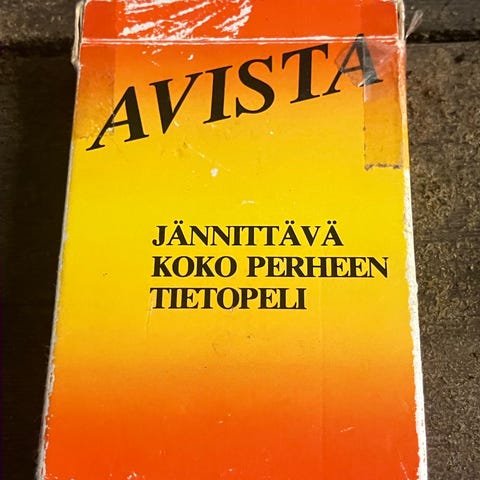 AVISTA
JÄNNITTÄVÄ
KOKO PERHEEN
TIETOPELI